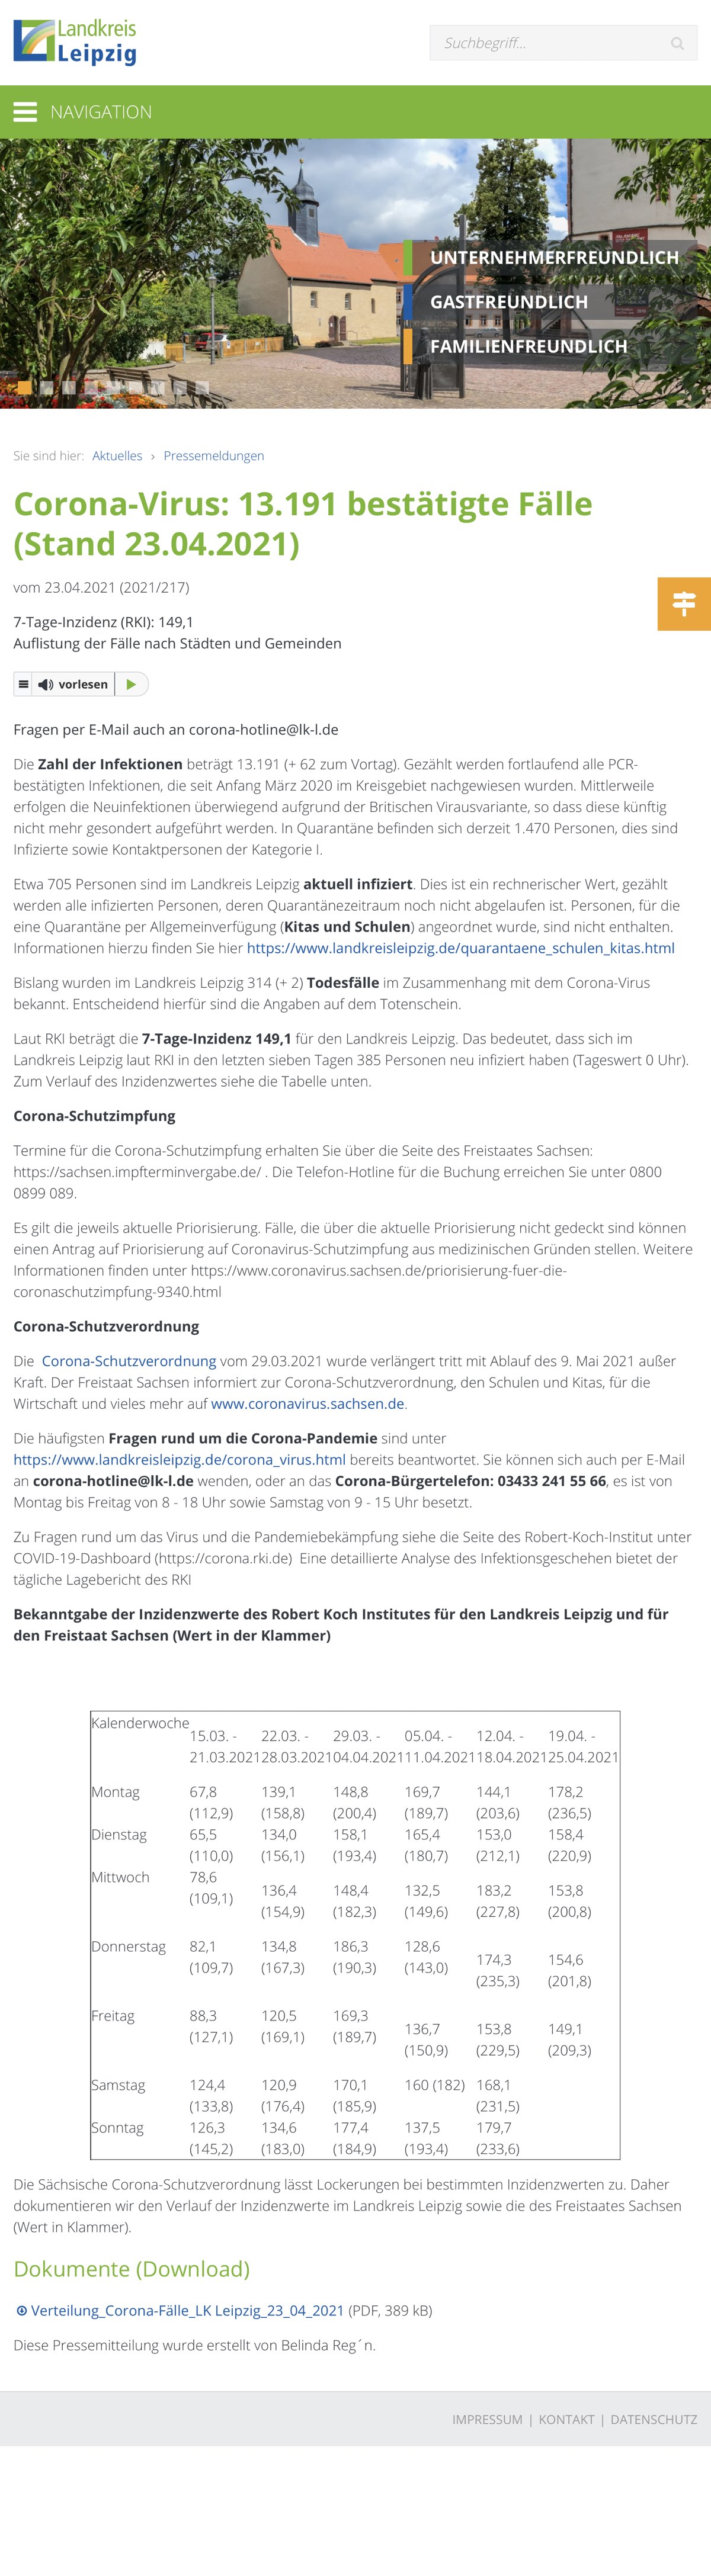 Landkreis
Leipzig
Suchbegriff...
NAVIGATION
UNTERNEHMERFREUNDLICH
GASTFREUNDLICH
FAMILIENFREUNDLICH
Sie sind hier: Aktuelles › Pressemeldungen
Corona-Virus: 13.191 bestätigte Fälle
(Stand 23.04.2021)
vom 23.04.2021 (2021/217)
7-Tage-Inzidenz (RKI): 149,1
Auflistung der Fälle nach Städten und Gemeinden
vorlesen
Fragen per E-Mail auch an corona-hotline@lk-l.de
Die Zahl der Infektionen beträgt 13.191 (+ 62 zum Vortag). Gezählt werden fortlaufend alle PCR-
bestätigten Infektionen, die seit Anfang März 2020 im Kreisgebiet nachgewiesen wurden. Mittlerweile
erfolgen die Neuinfektionen überwiegend aufgrund der Britischen Virusvariante, so dass diese künftig
nicht mehr gesondert aufgeführt werden. In Quarantäne befinden sich derzeit 1.470 Personen, dies sind
Infizierte sowie Kontaktpersonen der Kategorie I.
Etwa 705 Personen sind im Landkreis Leipzig aktuell infiziert. Dies ist ein rechnerischer Wert, gezählt
werden alle infizierten Personen, deren Quarantänezeitraum noch nicht abgelaufen ist. Personen, für die
eine Quarantäne per Allgemeinverfügung (Kitas und Schulen) angeordnet wurde, sind nicht enthalten.
Informationen hierzu finden Sie hier https://www.landkreisleipzig.de/quarantaene_schulen_kitas.html
Bislang wurden im Landkreis Leipzig 314 (+ 2) Todesfälle im Zusammenhang mit dem Corona-Virus
bekannt. Entscheidend hierfür sind die Angaben auf dem Totenschein.
Laut RKI beträgt die 7-Tage-Inzidenz 149,1 für den Landkreis Leipzig. Das bedeutet, dass sich im
Landkreis Leipzig laut RKI in den letzten sieben Tagen 385 Personen neu infiziert haben (Tageswert 0 Uhr).
Zum Verlauf des Inzidenzwertes siehe die Tabelle unten.
Corona-Schutzimpfung
Termine für die Corona-Schutzimpfung erhalten Sie über die Seite des Freistaates Sachsen:
https://sachsen.impfterminvergabe.de/ . Die Telefon-Hotline für die Buchung erreichen Sie unter 0800
0899 089.
Es gilt die jeweils aktuelle Priorisierung. Fälle, die über die aktuelle Priorisierung nicht gedeckt sind können
einen Antrag auf Priorisierung auf Coronavirus-Schutzimpfung aus medizinischen Gründen stellen. Weitere
Informationen finden unter https://www.coronavirus.sachsen.de/priorisierung-fuer-die-
coronaschutzimpfung-9340.html
Corona-Schutzverordnung
Die Corona-Schutzverordnung vom 29.03.2021 wurde verlängert tritt mit Ablauf des 9. Mai 2021 außer
Kraft. Der Freistaat Sachsen informiert zur Corona-Schutzverordnung, den Schulen und Kitas, für die
Wirtschaft und vieles mehr auf www.coronavirus.sachsen.de.
Die häufigsten Fragen rund um die Corona-Pandemie sind unter
https://www.landkreisleipzig.de/corona_virus.html bereits beantwortet. Sie können sich auch per E-Mail
an corona-hotline@lk-l.de wenden, oder an das Corona-Bürgertelefon: 03433 241 55 66, es ist von
Montag bis Freitag von 8 - 18 Uhr sowie Samstag von 9 - 15 Uhr besetzt.
Zu Fragen rund um das Virus und die Pandemiebekämpfung siehe die Seite des Robert-Koch-Institut unter
COVID-19-Dashboard (https://corona.rki.de) Eine detaillierte Analyse des Infektionsgeschehen bietet der
tägliche Lagebericht des RKI
Bekanntgabe der Inzidenzwerte des Robert Koch Institutes für den Landkreis Leipzig und für
den Freistaat Sachsen (Wert in der Klammer)
Kalenderwoche 15.03. - 22.03. - 29.03. - 05.04. - 12.04. - 19.04. -
21.03.2021 28.03.2021 04.04.2021 11.04.2021 18.04.2021 25.04.2021
Montag 67,8 139,1 148,8 169,7 144,1 178,2
(112,9) (158,8) (200,4) (189,7) (203,6) (236,5)
Dienstag 65,5 134,0 158,1 165,4 153,0 158,4
(110,0) (156,1) (193,4) (180,7) (212,1) (220,9)
Mittwoch 78,6 136,4 148,4 132,5 183,2 153,8
(109,1) (154,9) (182,3) (149,6) (227,8) (200,8)
Donnerstag 82,1 134,8 186,3 128,6 174,3 154,6
(109,7) (167,3) (190,3) (143,0) (235,3) (201,8)
Freitag 88,3 120,5 169,3 136,7 153,8 149,1
(127,1) (169,1) (189,7) (150,9) (229,5) (209,3)
Samstag 124,4 120,9 170,1 160 (182) 168,1
(133,8) (176,4) (185,9) (231,5)
Sonntag 126,3 134,6 177,4 137,5 179,7
(145,2) (183,0) (184,9) (193,4) (233,6)
Die Sächsische Corona-Schutzverordnung lässt Lockerungen bei bestimmten Inzidenzwerten zu. Daher
dokumentieren wir den Verlauf der Inzidenzwerte im Landkreis Leipzig sowie die des Freistaates Sachsen
(Wert in Klammer).
Dokumente (Download)
Verteilung_Corona-Fälle_LK Leipzig_23_04_2021 (PDF, 389 kB)
Diese Pressemitteilung wurde erstellt von Belinda Reg´n.
IMPRESSUM | KONTAKT | DATENSCHUTZ